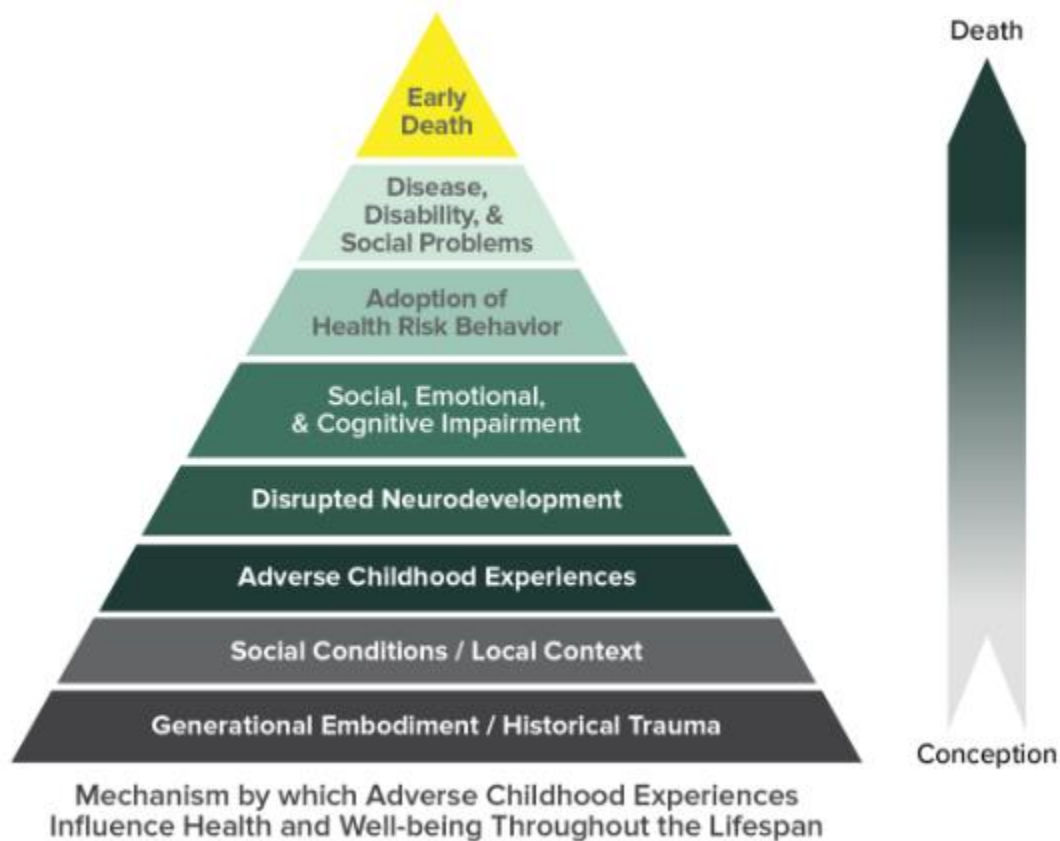 Death
Early
Death
Disease,
Disability, &
Social Problems
Adoption of
Health Risk Behavior
Social, Emotional,
& Cognitive Impairment
Disrupted Neurodevelopment
Adverse Childhood Experiences
Social Conditions / Local Context
Generational Embodiment / Historical Trauma
Conception
Mechanism by which Adverse Childhood Experiences
Influence Health and Well-being Throughout the Lifespan